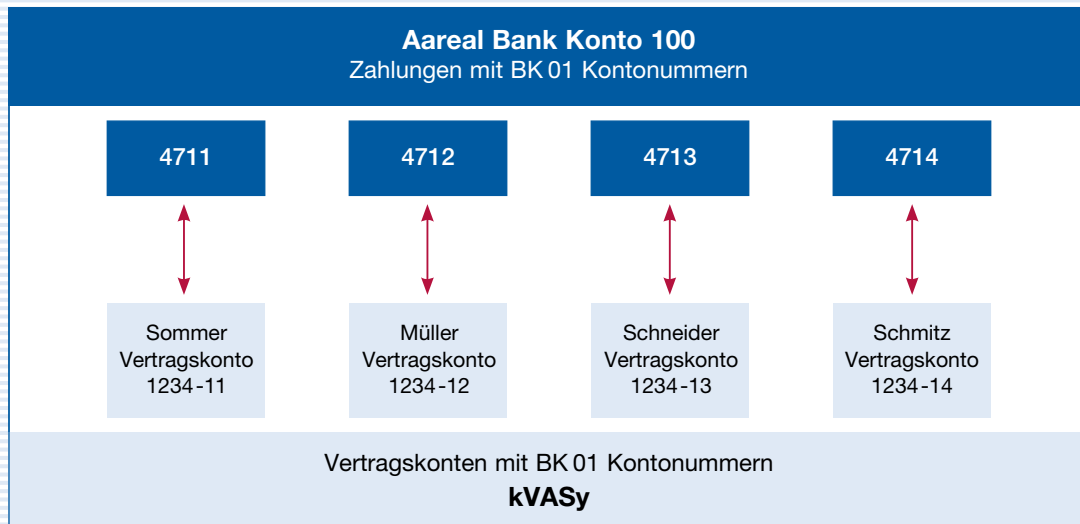 Aareal Bank Konto 100
Zahlungen mit BK 01 Kontonummern
4711
4712
4713
4714
Sommer
Vertragskonto
1234-11
Müller
Vertragskonto
1234-12
Schneider
Vertragskonto
1234-13
Schmitz
Vertragskonto
1234-14
Vertragskonten mit BK 01 Kontonummern
kVASy